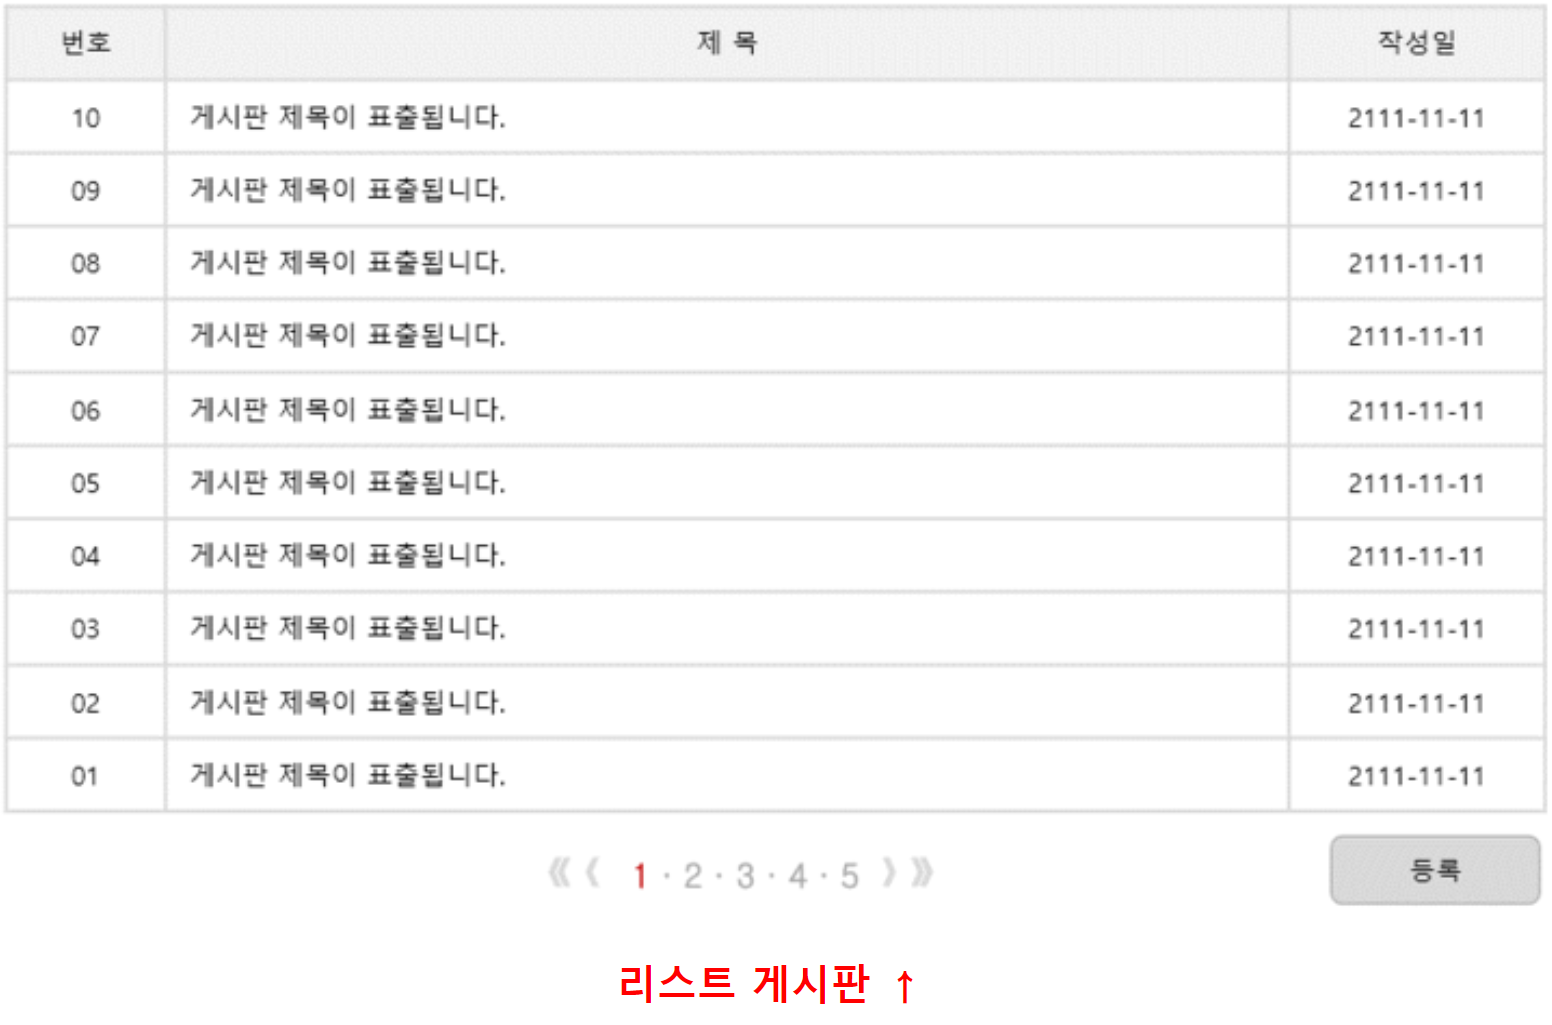 번호 제 목 작성일
10 게시판 제목이 표출됩니다. 2111-11-11
09 게시판 제목이 표출됩니다. 2111-11-11
08 게시판 제목이 표출됩니다. 2111-11-11
07 게시판 제목이 표출됩니다. 2111-11-11
06 게시판 제목이 표출됩니다. 2111-11-11
05 게시판 제목이 표출됩니다. 2111-11-11
04 게시판 제목이 표출됩니다. 2111-11-11
03 게시판 제목이 표출됩니다. 2111-11-11
02 게시판 제목이 표출됩니다. 2111-11-11
01 게시판 제목이 표출됩니다. 2111-11-11
《 〈 1 · 2 · 3 · 4 · 5 〉 》 등록
리스트 게시판 ↑